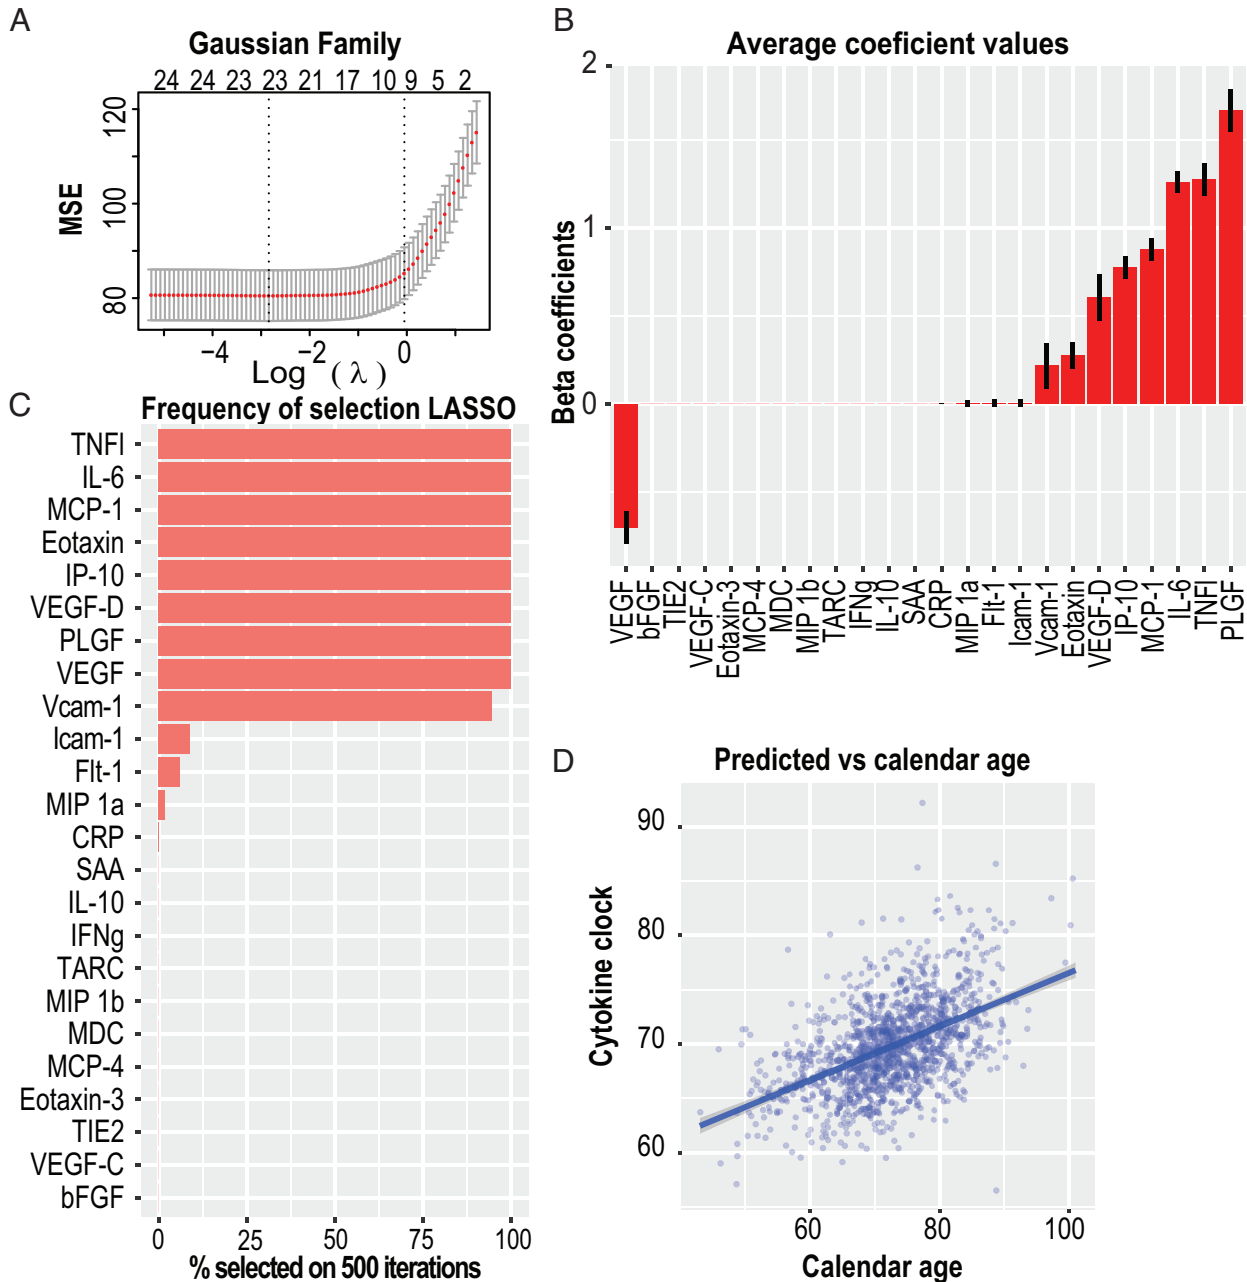 A
Gaussian Family
24 24 23 23 21 17 10 9 5 2
120
100
80
MSE
−4 −2 0
Log ( λ )
B
Average coeficient values
2
1
0
Beta coefficients
VEGF
bFGF
TIE2
VEGF-C
Eotaxin-3
MCP-4
MDC
MIP 1b
TARC
IFNg
IL-10
SAA
CRP
MIP 1a
Flt-1
Icam-1
Vcam-1
Eotaxin
VEGF-D
IP-10
MCP-1
IL-6
TNFI
PLGF
C
Frequency of selection LASSO
TNFI
IL-6
MCP-1
Eotaxin
IP-10
VEGF-D
PLGF
VEGF
Vcam-1
Icam-1
Flt-1
MIP 1a
CRP
SAA
IL-10
IFNg
TARC
MIP 1b
MDC
MCP-4
Eotaxin-3
TIE2
VEGF-C
bFGF
0 25 50 75 100
% selected on 500 iterations
D
Predicted vs calendar age
90
80
70
60
Cytokine clock
60 80 100
Calendar age